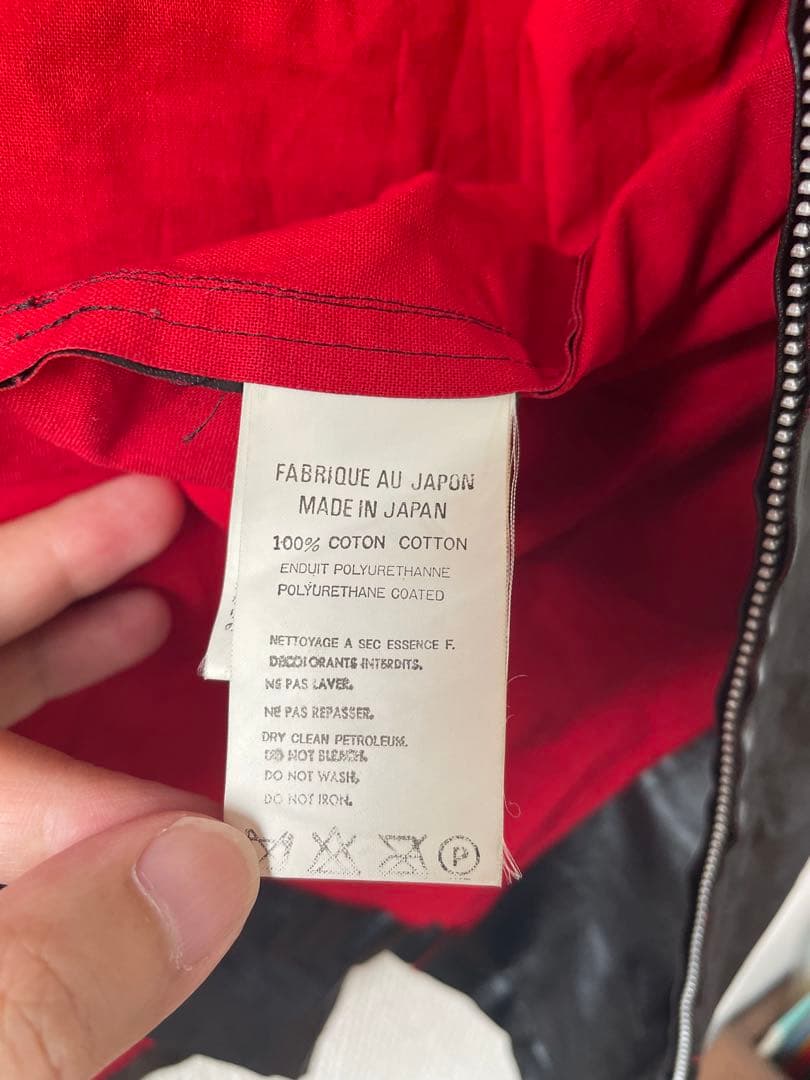 FABRIQUE AU JAPON
MADE IN JAPAN
100% COTON COTTON
ENDUIT POLYURETHANNE
POLYURETHANE COATED
NETTOYAGE A SEC ESSENCE F.
DECOLORANTS INTERDITS.
NE PAS LAVER.
NE PAS REPASSER.
DRY CLEAN PETROLEUM.
DO NOT BLEACH.
DO NOT WASH.
DO NOT IRON.
P